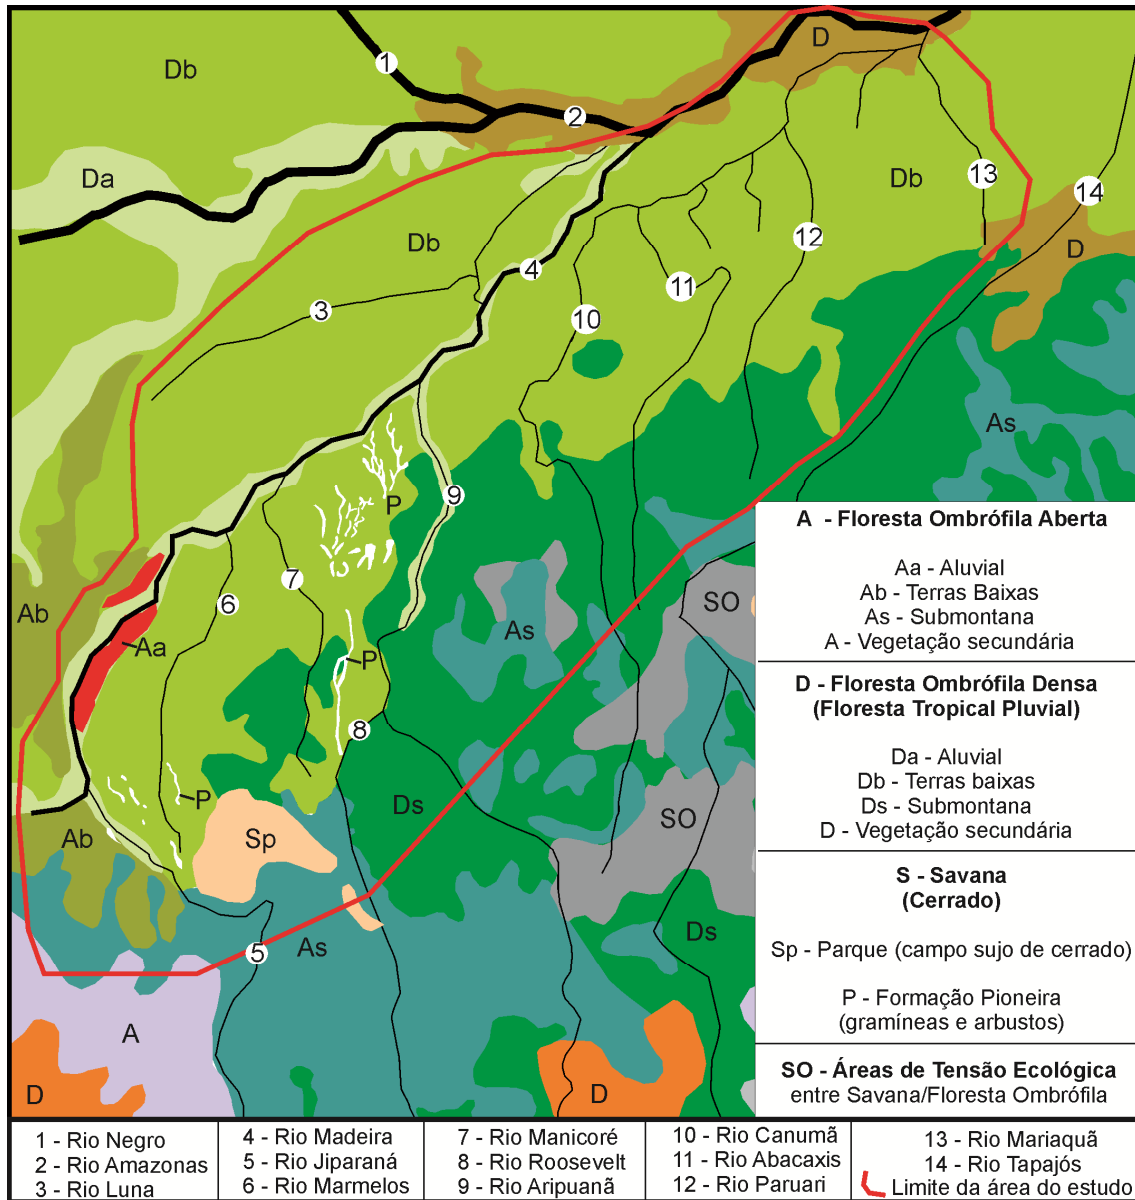 D
1
Db
2
Da
Db
13
14
Db
12
D
4
11
3
10
As
P
9
7
Ab
6
SO
As
Aa
P
8
Ds
P
Ab
Sp
SO
Ds
5
As
A
D
D
A - Floresta Ombrófila Aberta
Aa - Aluvial
Ab - Terras Baixas
As - Submontana
A - Vegetação secundária
D - Floresta Ombrófila Densa
(Floresta Tropical Pluvial)
Da - Aluvial
Db - Terras baixas
Ds - Submontana
D - Vegetação secundária
S - Savana
(Cerrado)
Sp - Parque (campo sujo de cerrado)
P - Formação Pioneira
(gramíneas e arbustos)
SO - Áreas de Tensão Ecológica
entre Savana/Floresta Ombrófila
1 - Rio Negro
2 - Rio Amazonas
3 - Rio Luna
4 - Rio Madeira
5 - Rio Jiparaná
6 - Rio Marmelos
7 - Rio Manicoré
8 - Rio Roosevelt
9 - Rio Aripuanã
10 - Rio Canumã
11 - Rio Abacaxis
12 - Rio Paruari
13 - Rio Mariaquã
14 - Rio Tapajós
Limite da área do estudo